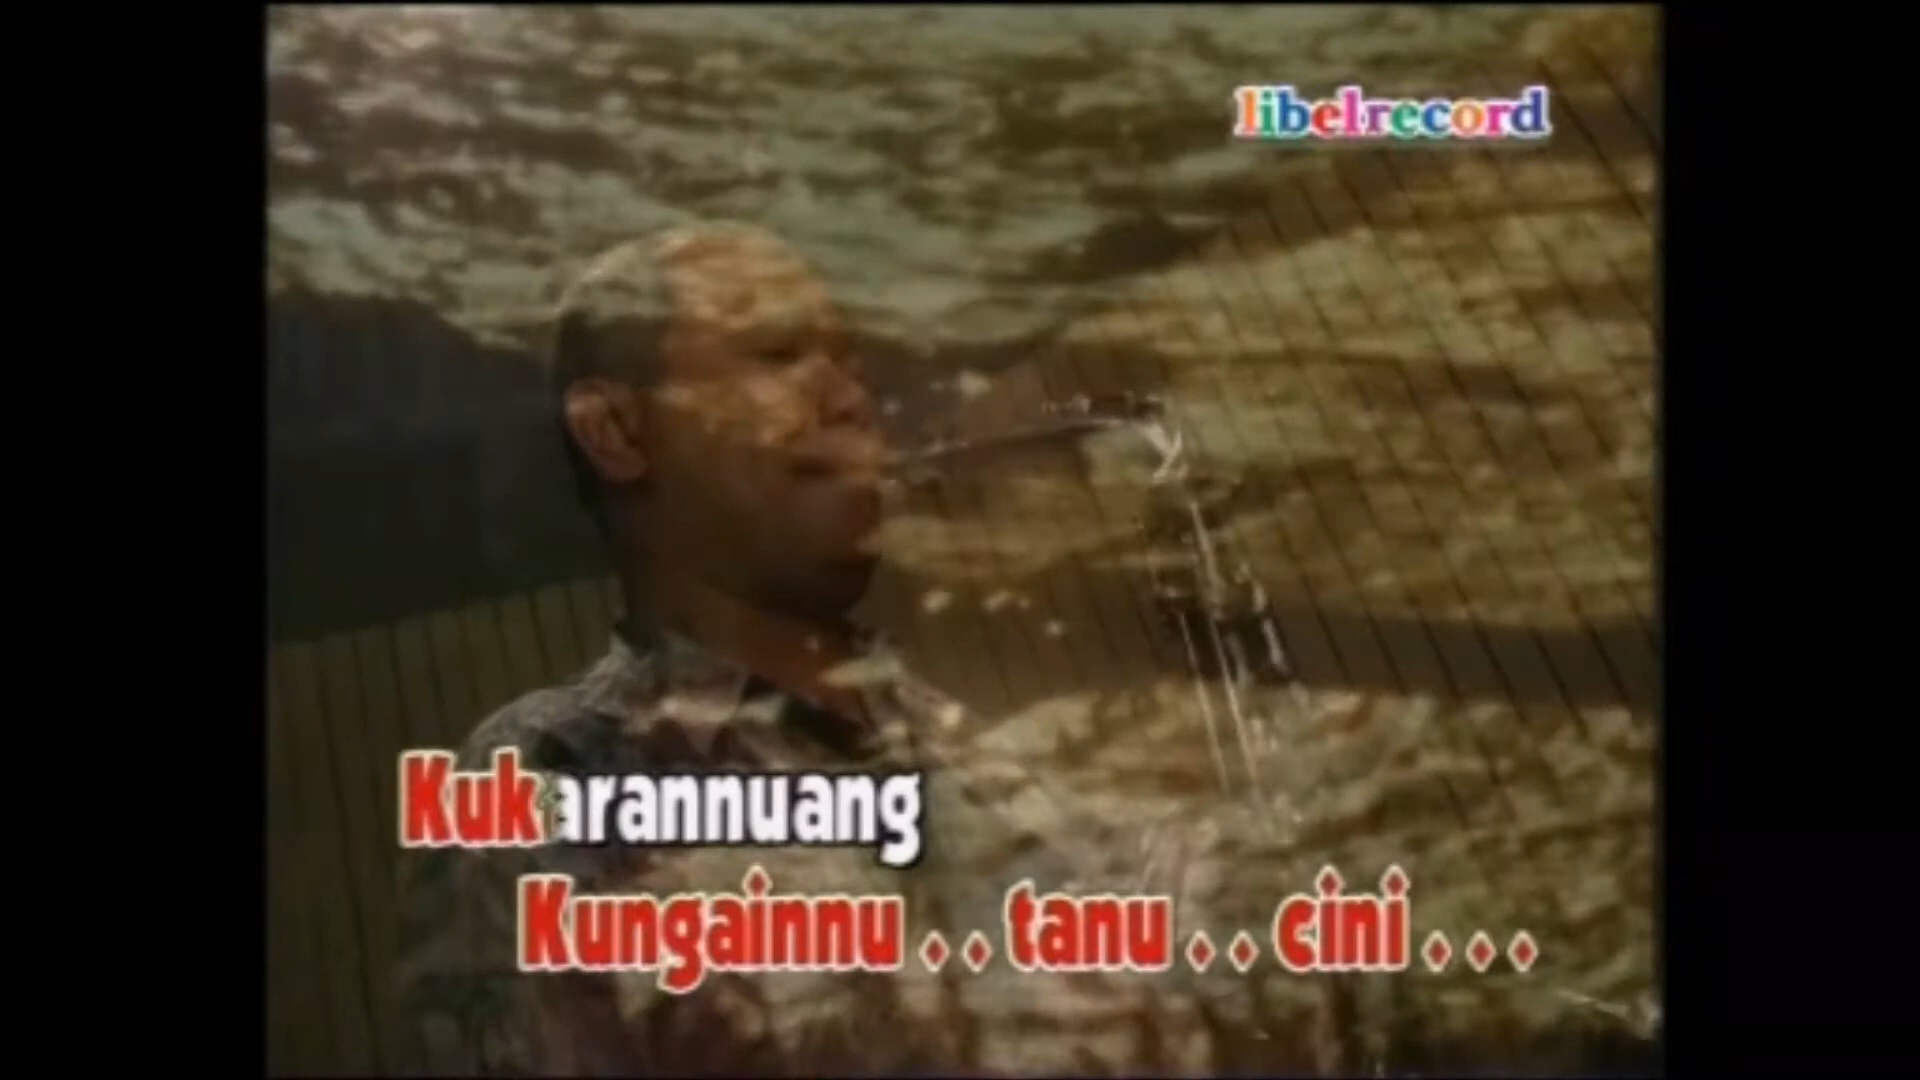 libelrecord
Kukarannuang
Kungainnu . . tanu . . cini . . .